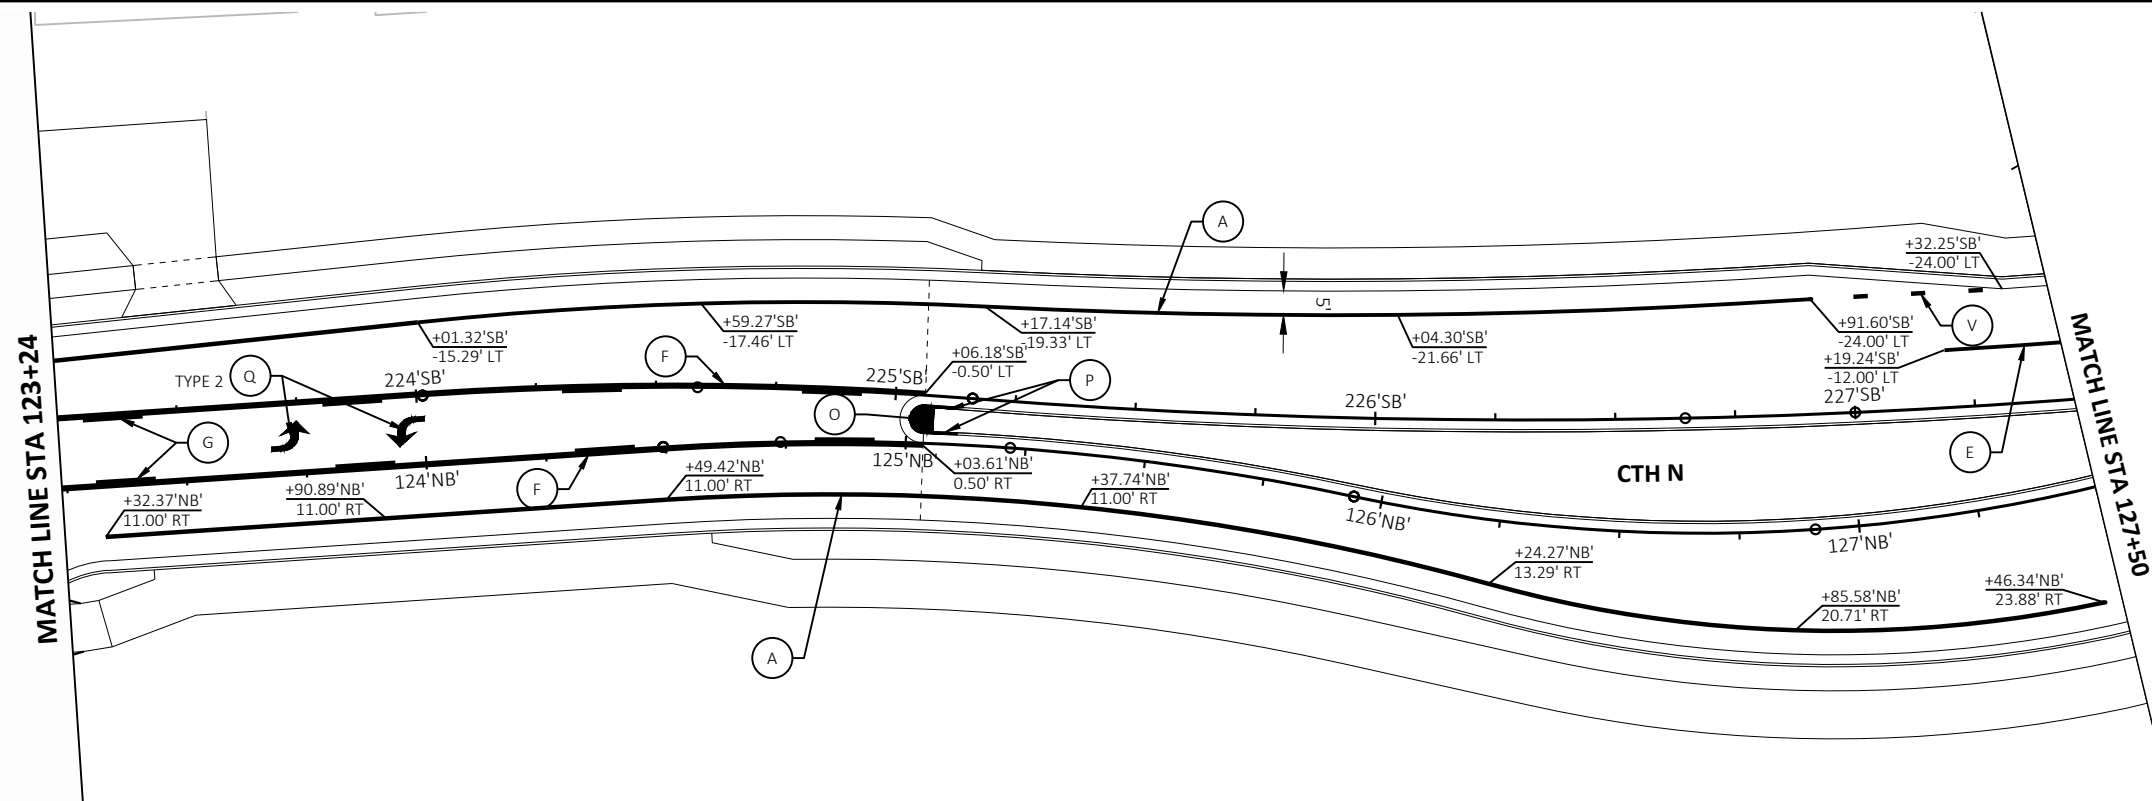 MATCH LINE STA 123+24
A
+32.25'SB'
-24.00' LT
5'
+01.32'SB'
-15.29' LT
+59.27'SB'
-17.46' LT
+17.14'SB'
-19.33' LT
+04.30'SB'
-21.66' LT
+91.60'SB'
-24.00' LT
V
+19.24'SB'
-12.00' LT
+06.18'SB'
-0.50' LT
F
TYPE 2
Q
224'SB'
225'SB'
P
226'SB'
227'SB'
O
G
E
CTH N
124'NB'
125'NB'
126'NB'
127'NB'
+03.61'NB'
0.50' RT
+32.37'NB'
11.00' RT
+90.89'NB'
11.00' RT
F
+49.42'NB'
11.00' RT
+37.74'NB'
11.00' RT
+24.27'NB'
13.29' RT
+85.58'NB'
20.71' RT
+46.34'NB'
23.88' RT
A
MATCH LINE STA 127+50